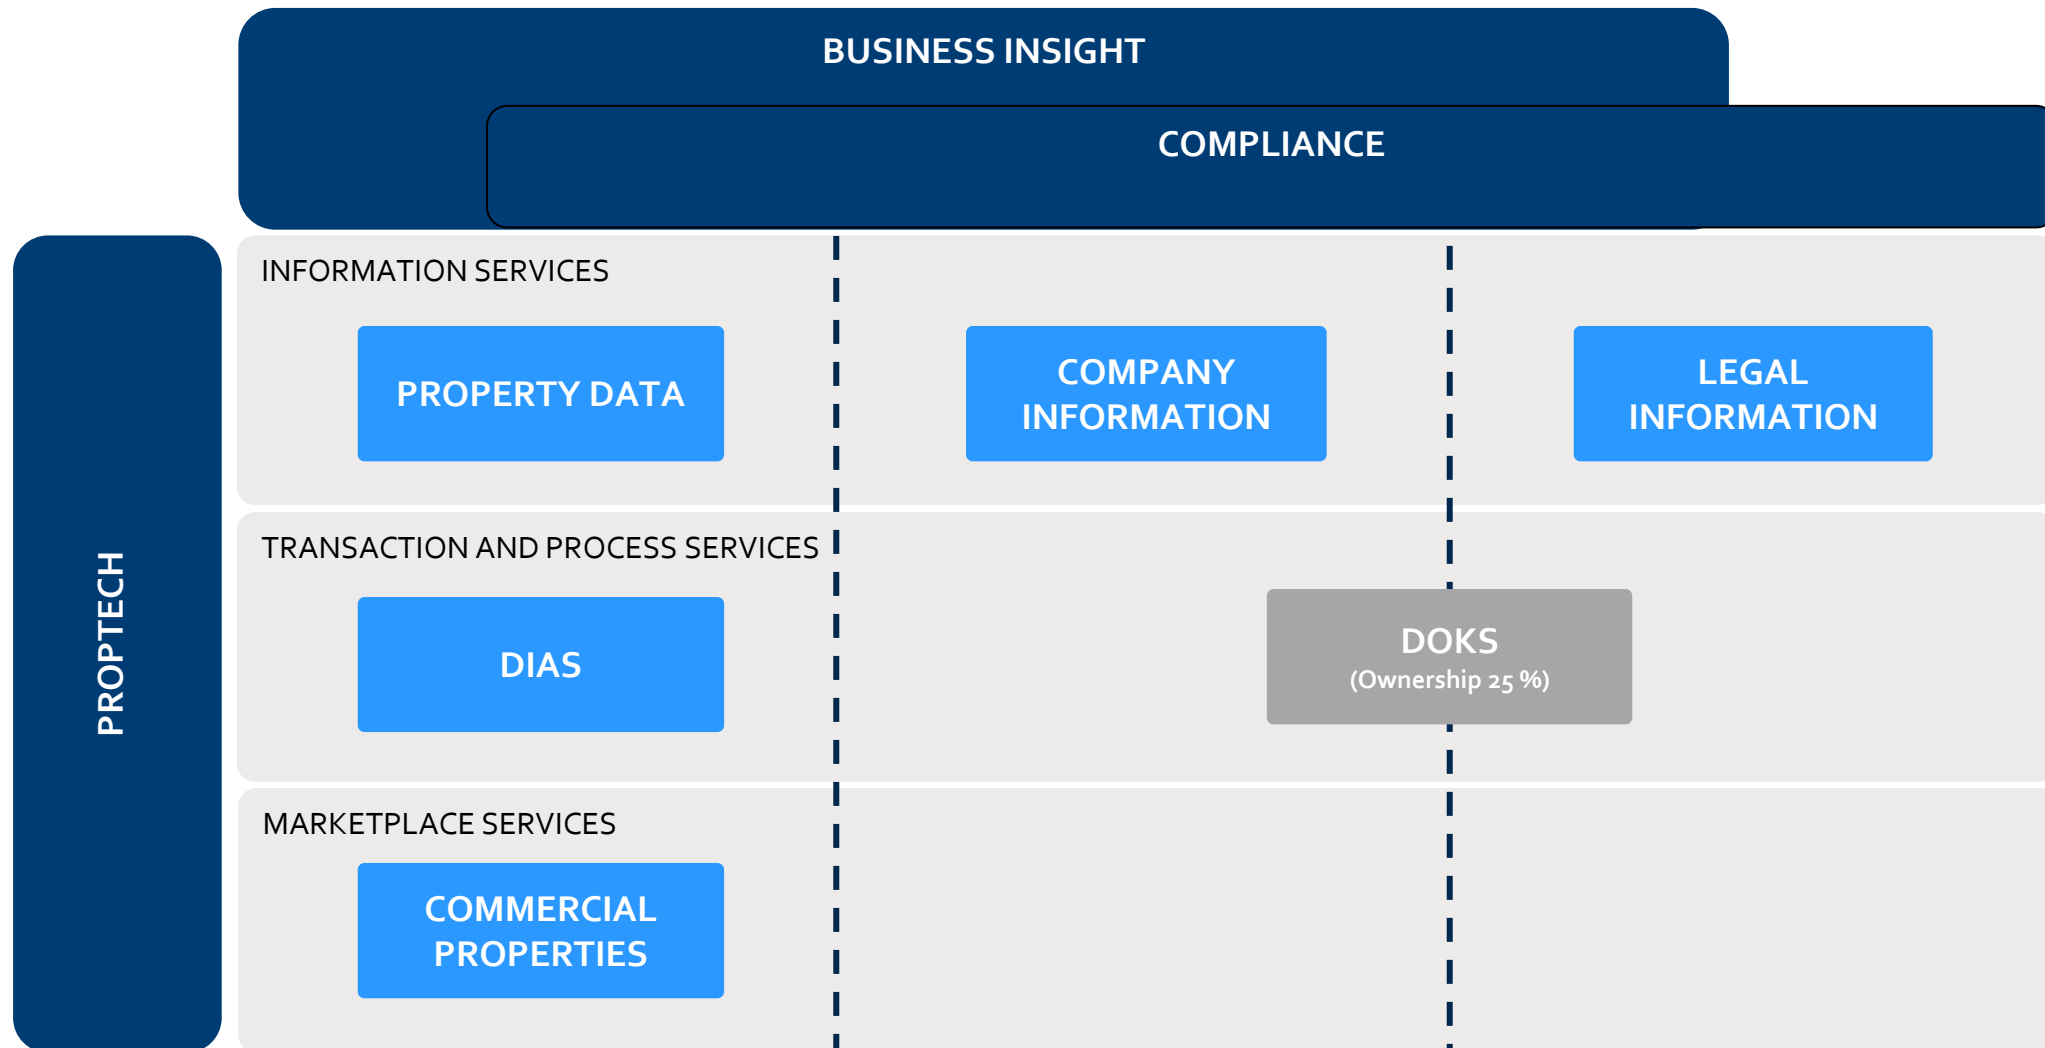 BUSINESS INSIGHT
COMPLIANCE
PROPTECH
INFORMATION SERVICES
PROPERTY DATA
COMPANY
INFORMATION
LEGAL
INFORMATION
TRANSACTION AND PROCESS SERVICES
DIAS
DOKS
(Ownership 25 %)
MARKETPLACE SERVICES
COMMERCIAL
PROPERTIES